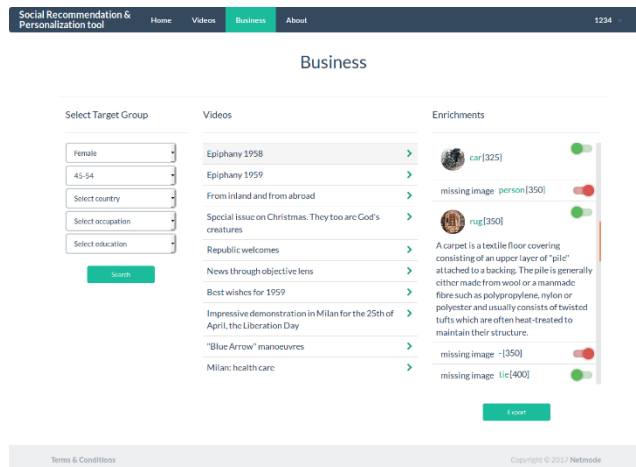 Social Recommendation &
Personalization tool
Home
Videos
Business
About
1234
Business
Select Target Group
Female
45-54
Select country
Select occupation
Select education
Search
Videos
Epiphany 1958
Epiphany 1959
From inland and from abroad
Special issue on Christmas. They too are God's
creatures
Republic welcomes
News through objective lens
Best wishes for 1959
Impressive demonstration in Milan for the 25th of
April, the Liberation Day
"Blue Arrow" manoeuvres
Milan: health care
Enrichments
car[325]
missing image person[350]
rug[350]
A carpet is a textile floor covering
consisting of an upper layer of "pile"
attached to a backing. The pile is generally
either made from wool or a manmade
fibre such as polypropylene, nylon or
polyester and usually consists of twisted
tufts which are often heat-treated to
maintain their structure.
missing image -[350]
missing image tie[400]
Export
Terms & Conditions
Copyright © 2017 Netmode